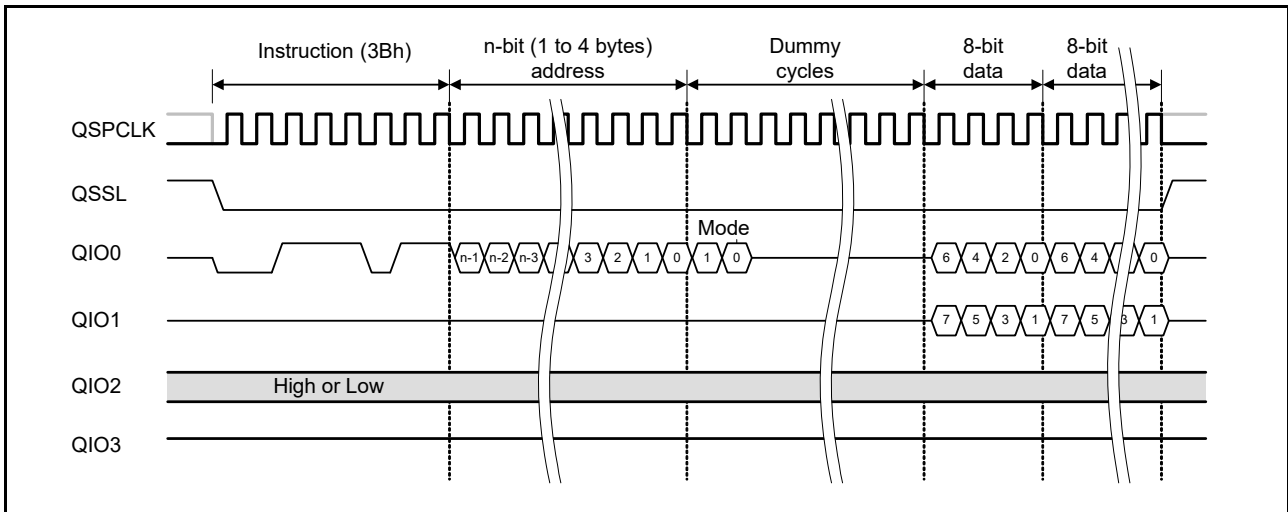 Instruction (3Bh)
n-bit (1 to 4 bytes)
address
Dummy
cycles
8-bit
data
8-bit
data
QSPCLK
QSSL
Mode
QIO0
n-1 n-2 n-3 3 2 1 0 1 0 6 4 2 0 6 4 0
QIO1
7 5 3 1 7 5 3 1
QIO2
High or Low
QIO3